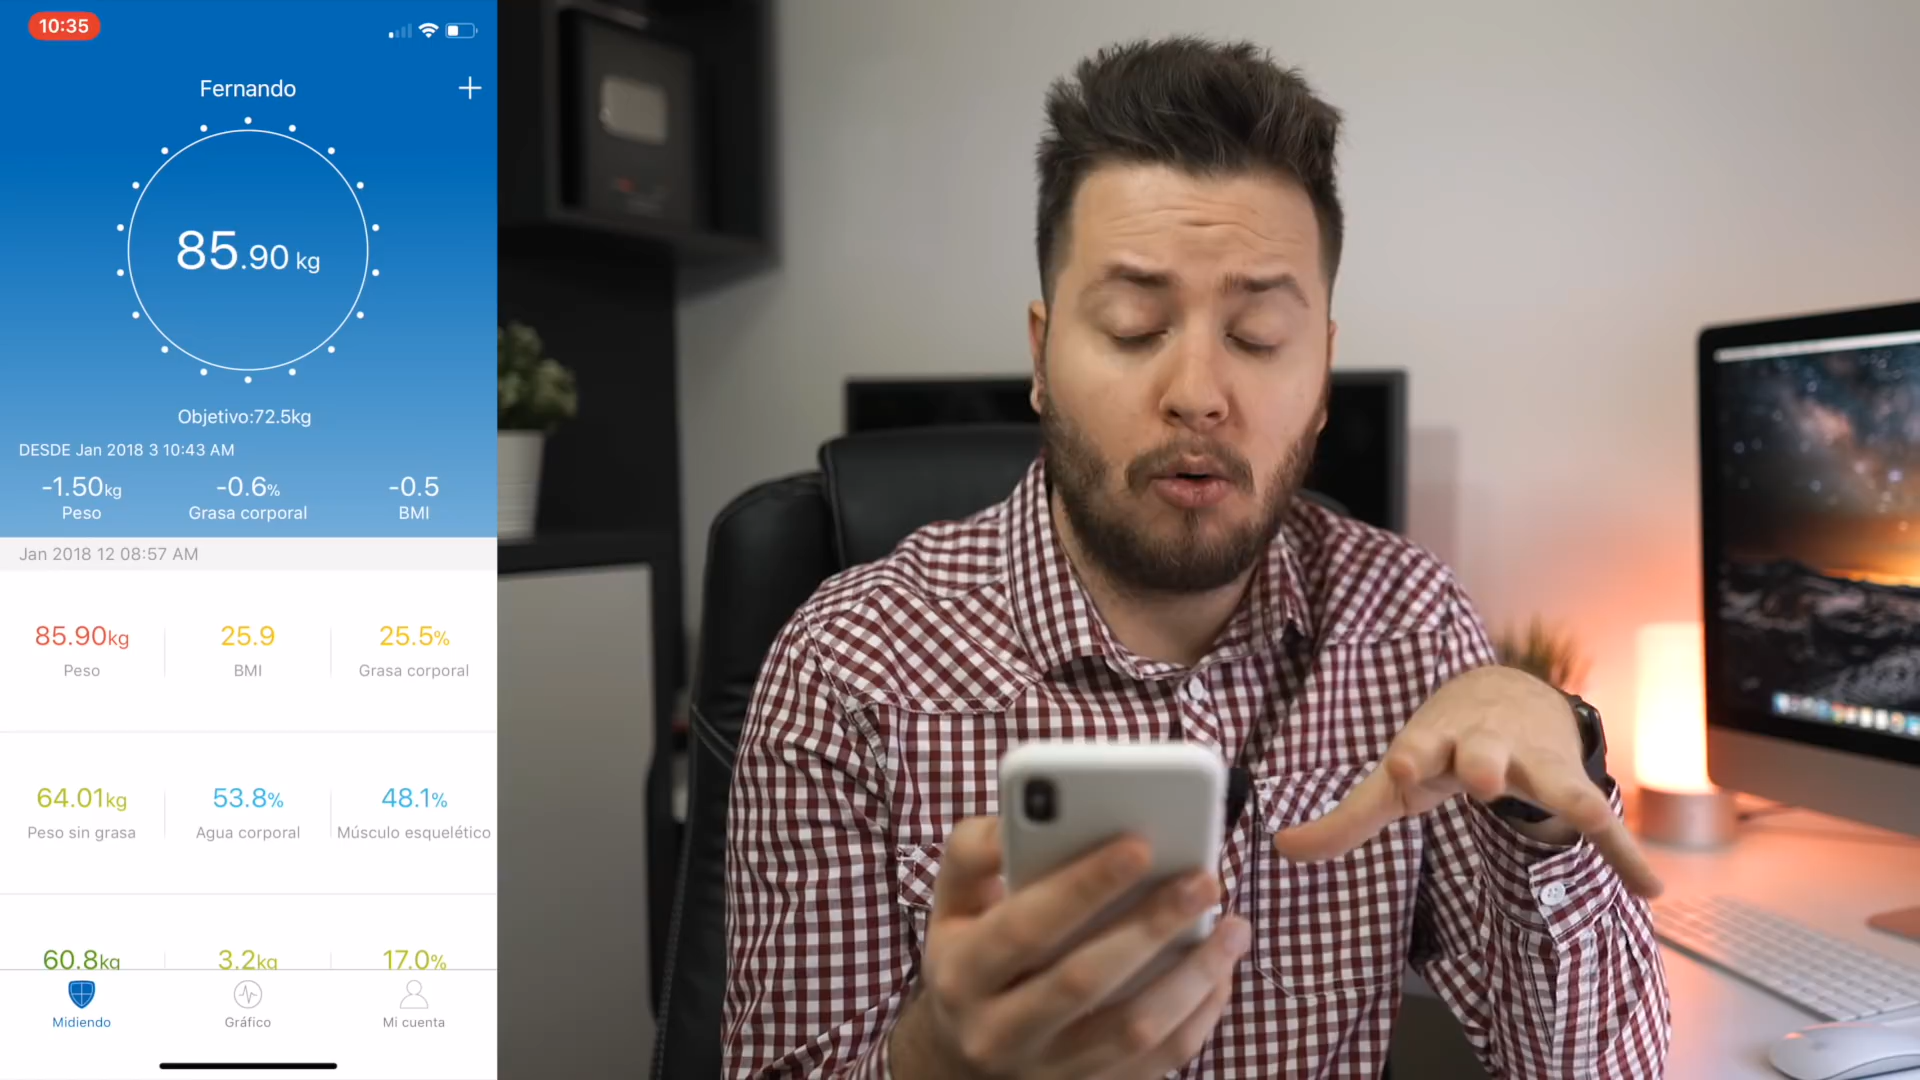 10:35
Fernando
85.90 kg
Objetivo:72.5kg
DESDE Jan 2018 3 10:43 AM
-1.50kg -0.6% -0.5
Peso Grasa corporal BMI
Jan 2018 12 08:57 AM
85.90kg 25.9 25.5%
Peso BMI Grasa corporal
64.01kg 53.8% 48.1%
Peso sin grasa Agua corporal Músculo esquelético
60.8kg 3.2kg 17.0%
Midiendo Gráfico Mi cuenta